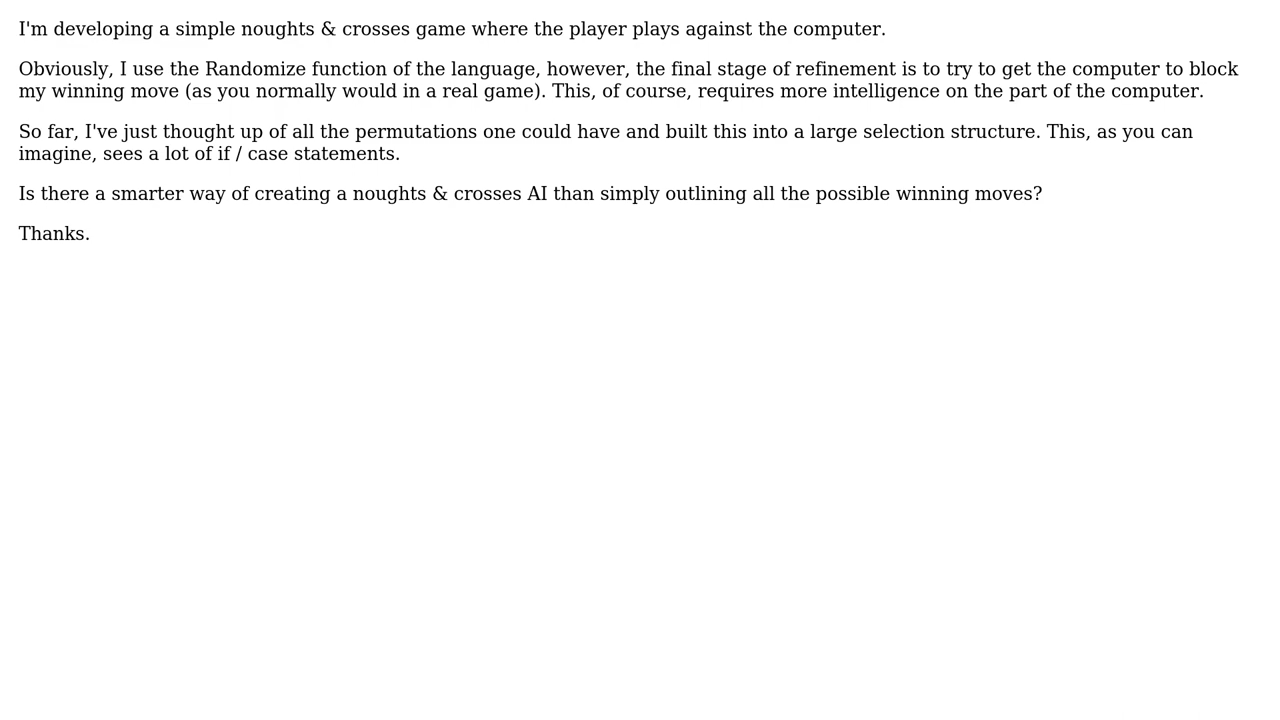 I'm developing a simple noughts & crosses game where the player plays against the computer.
Obviously, I use the Randomize function of the language, however, the final stage of refinement is to try to get the computer to block
my winning move (as you normally would in a real game). This, of course, requires more intelligence on the part of the computer.
So far, I've just thought up of all the permutations one could have and built this into a large selection structure. This, as you can
imagine, sees a lot of if / case statements.
Is there a smarter way of creating a noughts & crosses AI than simply outlining all the possible winning moves?
Thanks.